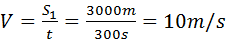 V = S₁/t = 3000m/300s = 10m/s